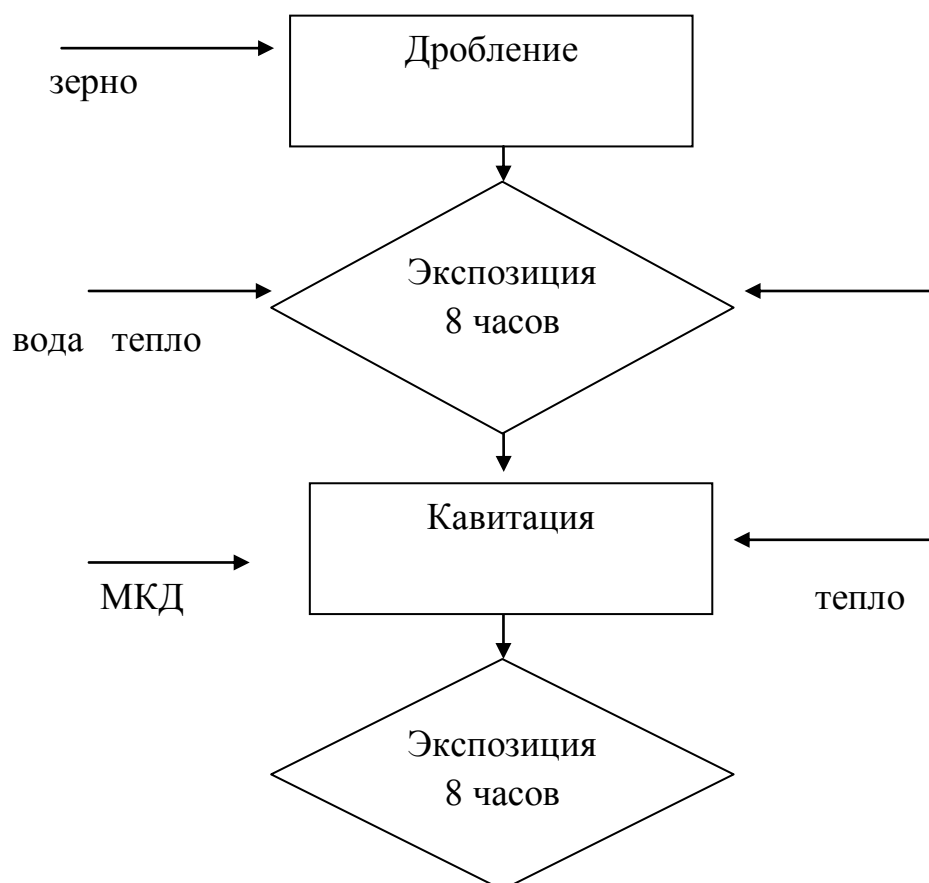 Дробление
зерно
Экспозиция
8 часов
вода тепло
Кавитация
МКД
тепло
Экспозиция
8 часов